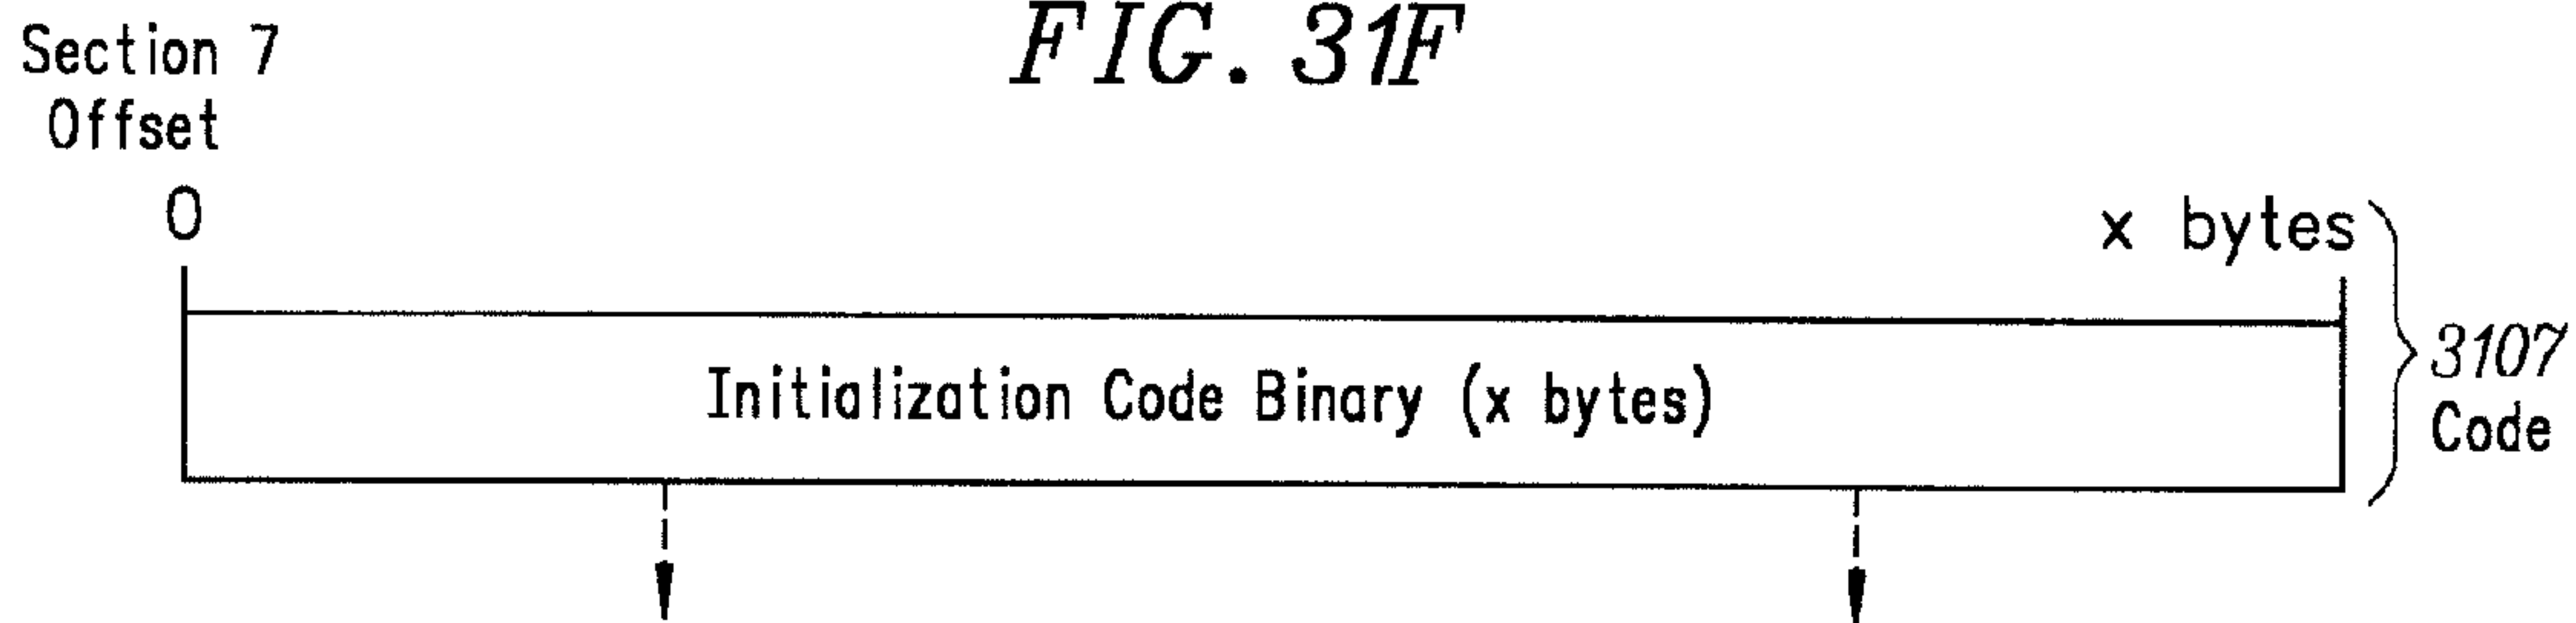 FIG. 31F
Section 7
Offset
0
x bytes
Initialization Code Binary (x bytes)
3107
Code